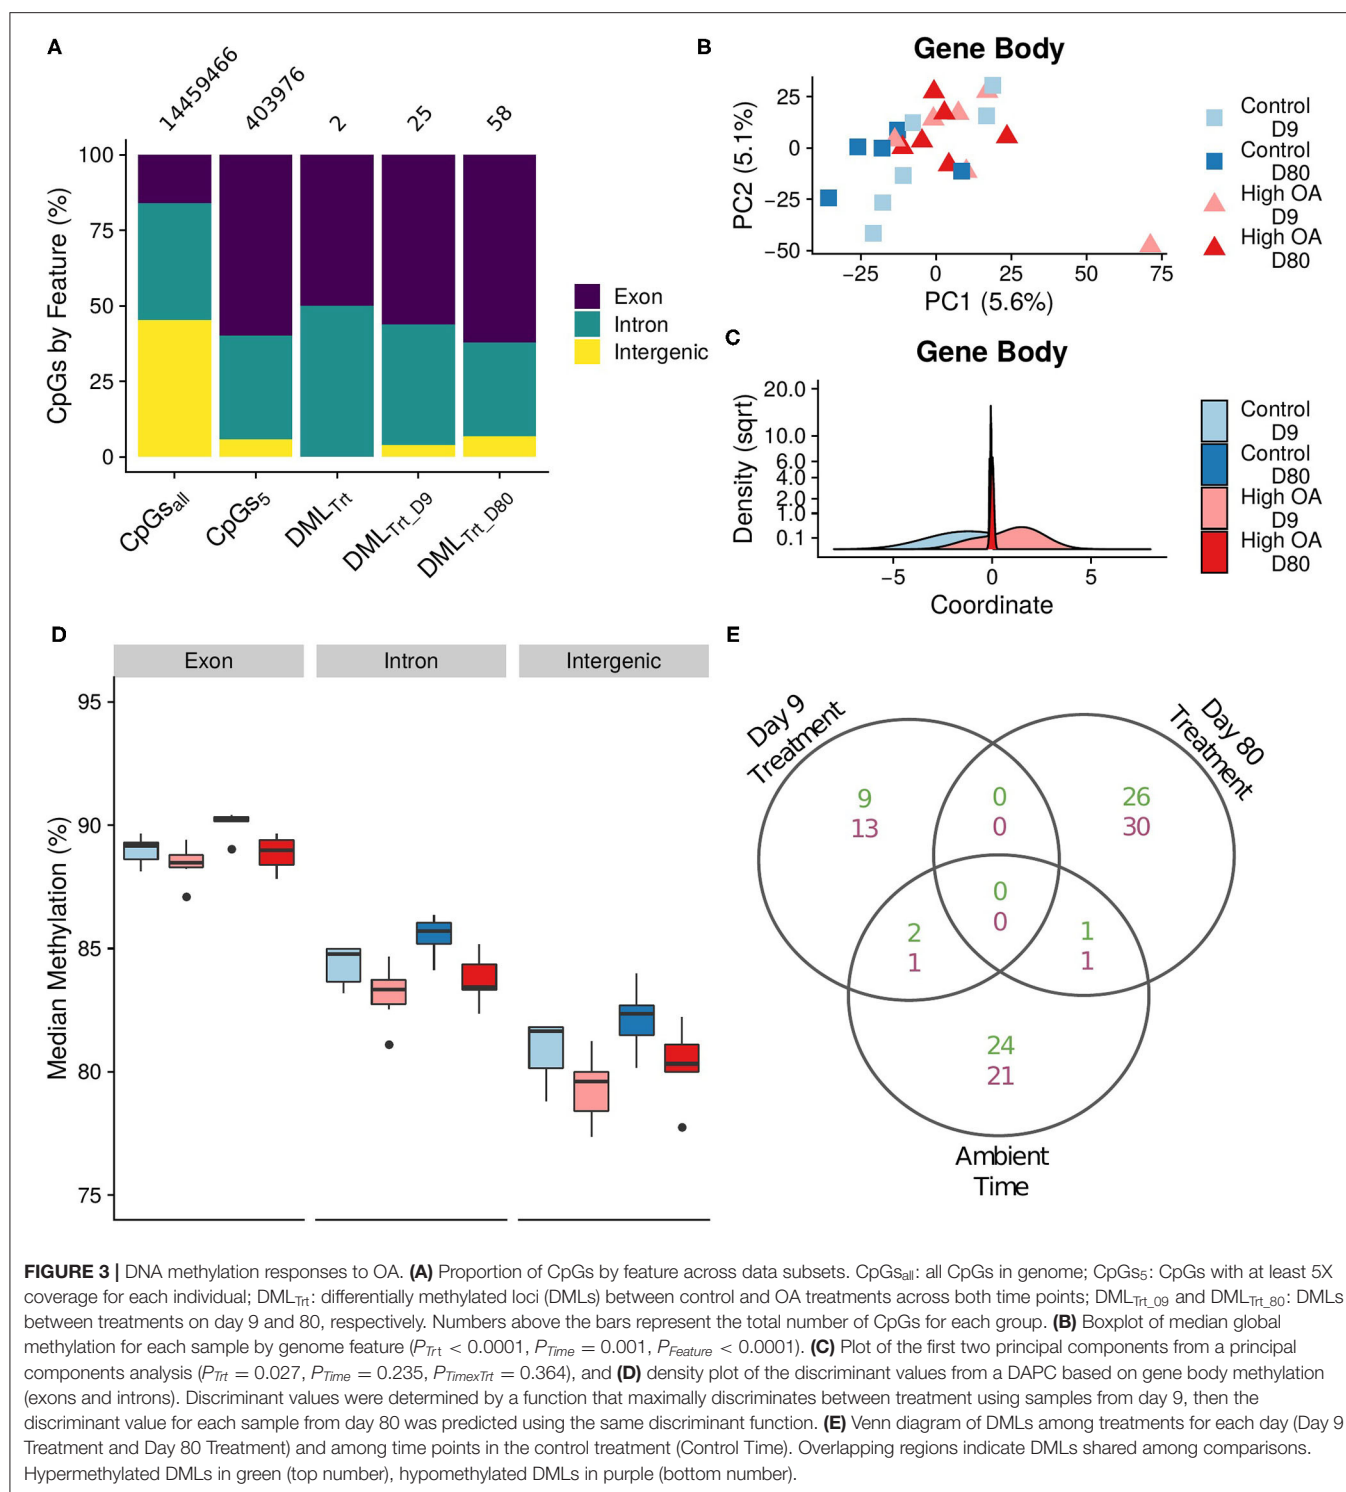 A
14459466
403976
2
25
58
100
75
50
25
0
CpGs by Feature (%)
CpGsall
CpGs5
DMLTrt
DMLTrt_D9
DMLTrt_D80
Exon
Intron
Intergenic
B
Gene Body
25
0
−25
−50
PC2 (5.1%)
−25
0
25
50
75
PC1 (5.6%)
Control
D9
Control
D80
High OA
D9
High OA
D80
C
Gene Body
20.0
10.0
6.0
4.0
2.0
1.0
0.1
Density (sqrt)
−5
0
5
Coordinate
Control
D9
Control
D80
High OA
D9
High OA
D80
D
Exon
Intron
Intergenic
95
90
85
80
75
Median Methylation (%)
E
Day 9
Treatment
Day 80
Treatment
9
13
0
0
26
30
0
0
2
1
1
1
24
21
Ambient
Time
FIGURE 3 | DNA methylation responses to OA. (A) Proportion of CpGs by feature across data subsets. CpGsall: all CpGs in genome; CpGs5: CpGs with at least 5X
coverage for each individual; DMLTrt: differentially methylated loci (DMLs) between control and OA treatments across both time points; DMLTrt_09 and DMLTrt_80: DMLs
between treatments on day 9 and 80, respectively. Numbers above the bars represent the total number of CpGs for each group. (B) Boxplot of median global
methylation for each sample by genome feature (PTrt < 0.0001, PTime = 0.001, PFeature < 0.0001). (C) Plot of the first two principal components from a principal
components analysis (PTrt = 0.027, PTime = 0.235, PTimexTrt = 0.364), and (D) density plot of the discriminant values from a DAPC based on gene body methylation
(exons and introns). Discriminant values were determined by a function that maximally discriminates between treatment using samples from day 9, then the
discriminant value for each sample from day 80 was predicted using the same discriminant function. (E) Venn diagram of DMLs among treatments for each day (Day 9
Treatment and Day 80 Treatment) and among time points in the control treatment (Control Time). Overlapping regions indicate DMLs shared among comparisons.
Hypermethylated DMLs in green (top number), hypomethylated DMLs in purple (bottom number).